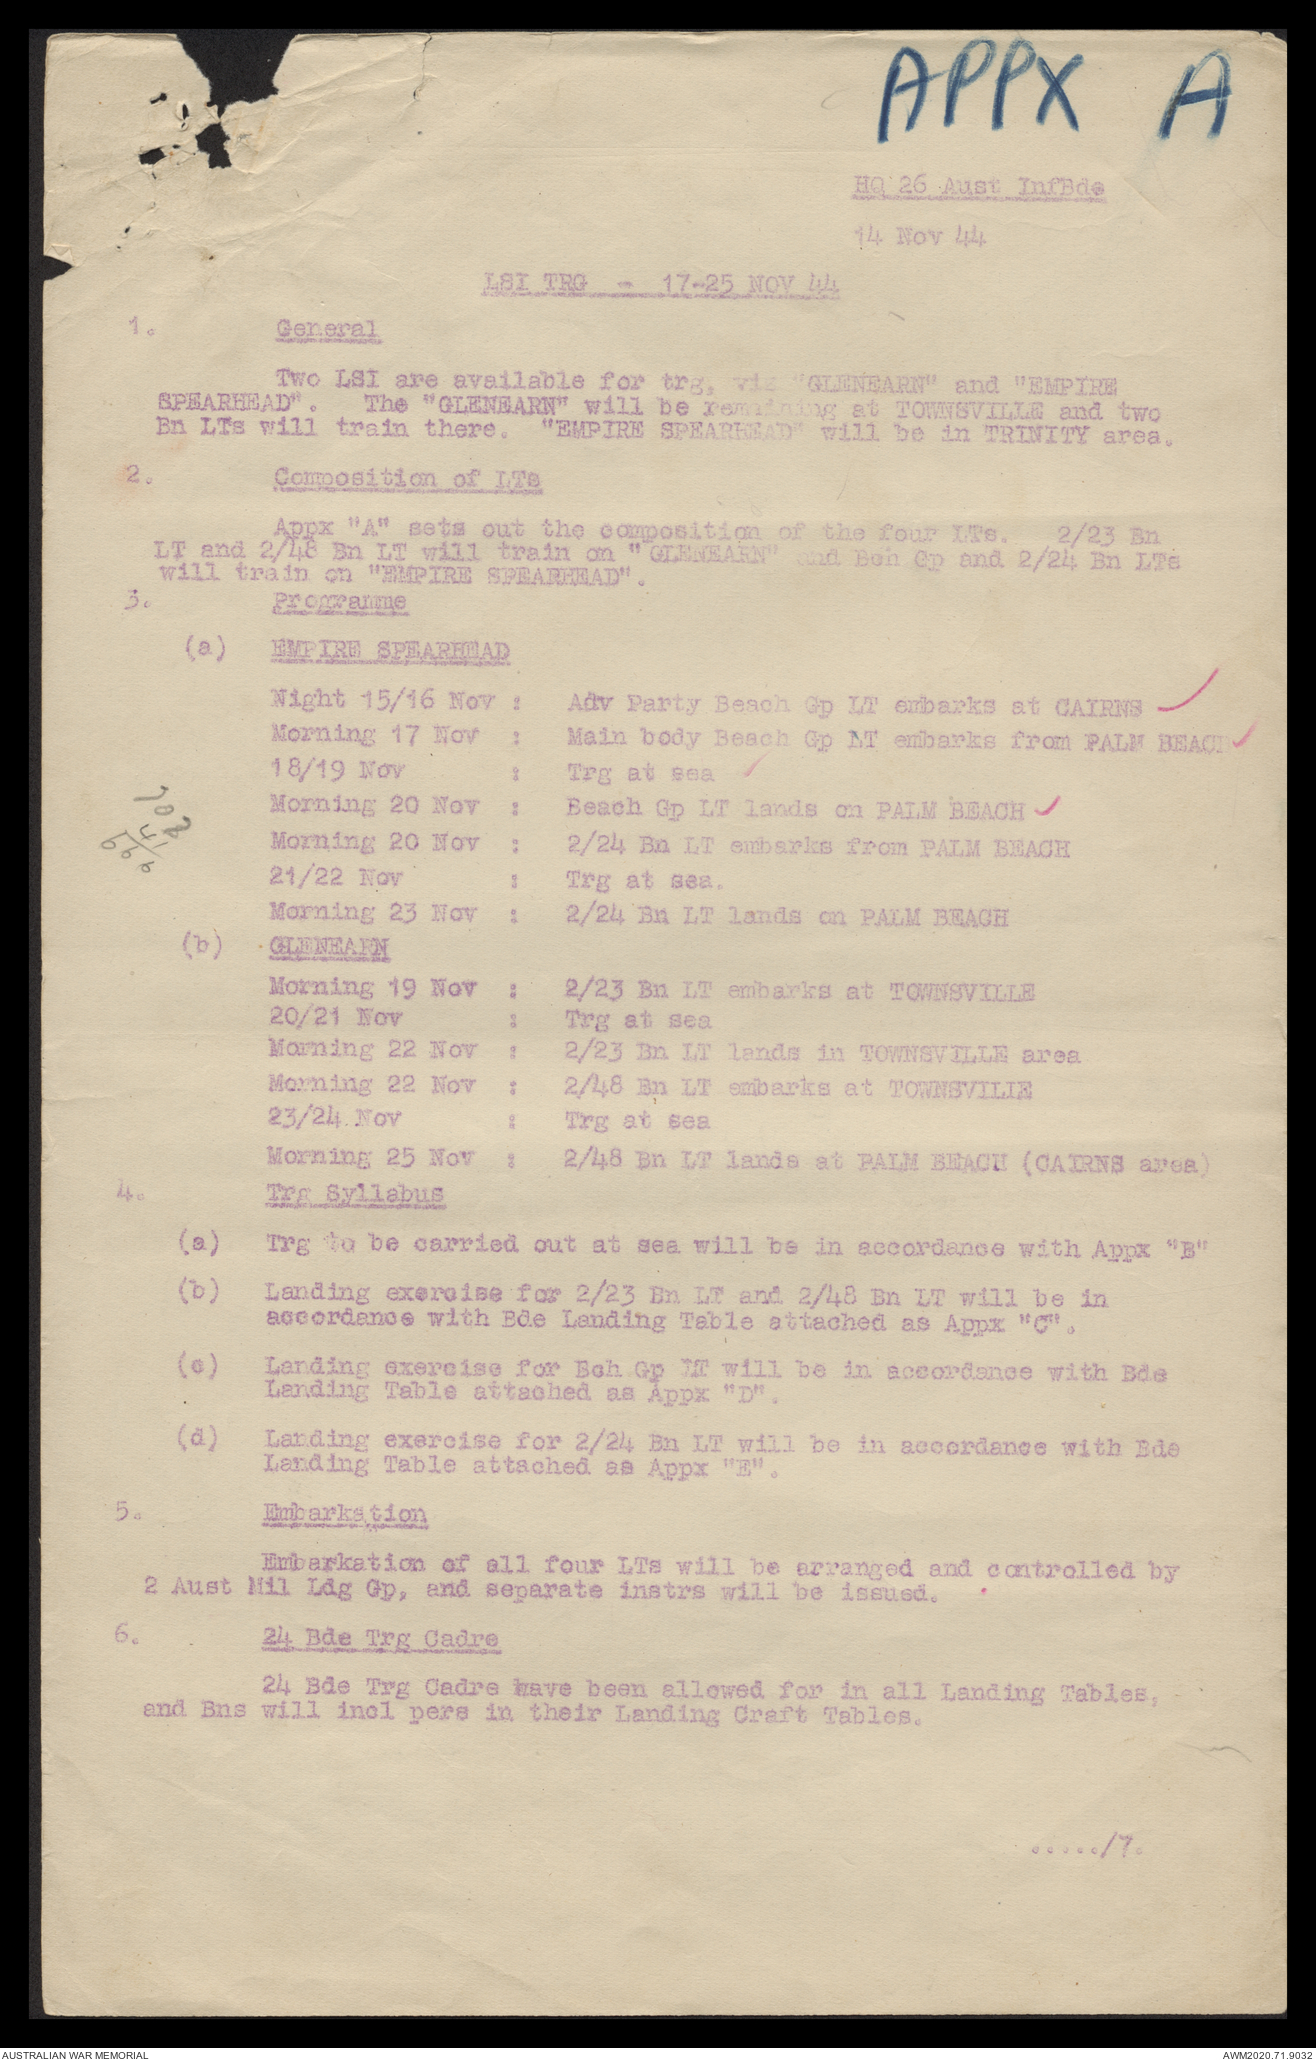 APPX A
HQ 26 Aust InfBde
14 Nov 44
LSI TRG - 17-25 NOV 44
1. General
Two LSI are available for trg, viz "GLENEARN" and "EMPIRE
SPEARHEAD". The "GLENEARN" will be remaining at TOWNSVILLE and two
Bn LTs will train there. "EMPIRE SPEARHEAD" will be in TRINITY area.
2. Composition of LTs
Appx "A" sets out the composition of the four LTs. 2/23 Bn
LT and 2/48 Bn LT will train on "GLENEARN" and Bch Gp and 2/24 Bn LTs
will train on "EMPIRE SPEARHEAD".
3. Programme
(a) EMPIRE SPEARHEAD
Night 15/16 Nov : Adv Party Beach Gp LT embarks at CAIRNS
Morning 17 Nov : Main body Beach Gp LT embarks from PALM BEACH
18/19 Nov : Trg at sea
Morning 20 Nov : Beach Gp LT lands on PALM BEACH
Morning 20 Nov : 2/24 Bn LT embarks from PALM BEACH
21/22 Nov : Trg at sea.
Morning 23 Nov : 2/24 Bn LT lands on PALM BEACH
(b) GLENEARN
Morning 19 Nov : 2/23 Bn LT embarks at TOWNSVILLE
20/21 Nov : Trg at sea
Morning 22 Nov : 2/23 Bn LT lands in TOWNSVILLE area
Morning 22 Nov : 2/48 Bn LT embarks at TOWNSVILLE
23/24 Nov : Trg at sea
Morning 25 Nov : 2/48 Bn LT lands at PALM BEACH (CAIRNS area)
4. Trg Syllabus
(a) Trg to be carried out at sea will be in accordance with Appx "B"
(b) Landing exercise for 2/23 Bn LT and 2/48 Bn LT will be in
accordance with Bde Landing Table attached as Appx "C".
(c) Landing exercise for Bch Gp LT will be in accordance with Bde
Landing Table attached as Appx "D".
(d) Landing exercise for 2/24 Bn LT will be in accordance with Bde
Landing Table attached as Appx "E".
5. Embarkation
Embarkation of all four LTs will be arranged and controlled by
2 Aust Mil Ldg Gp, and separate instrs will be issued.
6. 24 Bde Trg Cadre
24 Bde Trg Cadre have been allowed for in all Landing Tables,
and Bns will incl pers in their Landing Craft Tables.
...../7.
AUSTRALIAN WAR MEMORIAL
AWM2020.71.9032